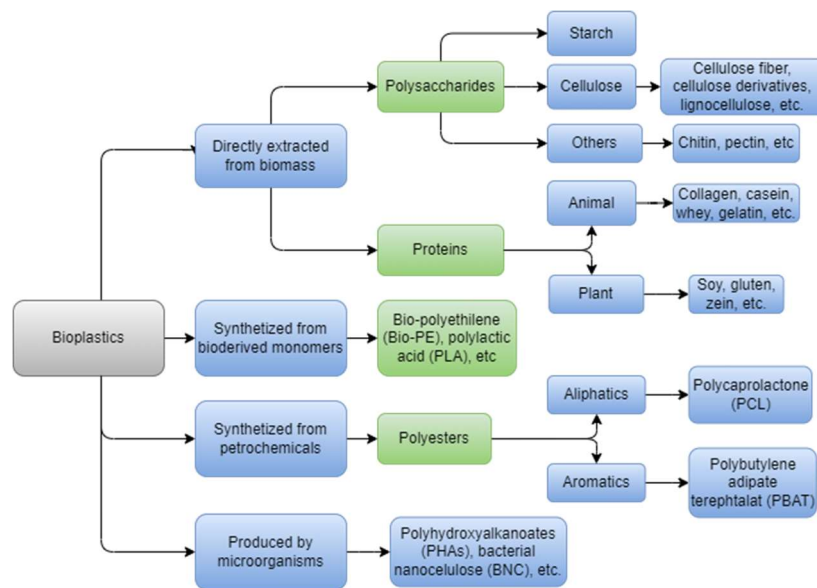 Starch
Polysaccharides
Cellulose
Cellulose fiber,
cellulose derivatives,
lignocellulose, etc.
Directly extracted
from biomass
Others
Chitin, pectin, etc
Animal
Collagen, casein,
whey, gelatin, etc.
Proteins
Plant
Soy, gluten,
zein, etc.
Bioplastics
Synthetized from
bioderived monomers
Bio-polyethilene
(Bio-PE), polylactic
acid (PLA), etc
Aliphatics
Polycaprolactone
(PCL)
Synthetized from
petrochemicals
Polyesters
Aromatics
Polybutylene
adipate
terephtalat (PBAT)
Produced by
microorganisms
Polyhydroxyalkanoates
(PHAs), bacterial
nanocelulose (BNC), etc.